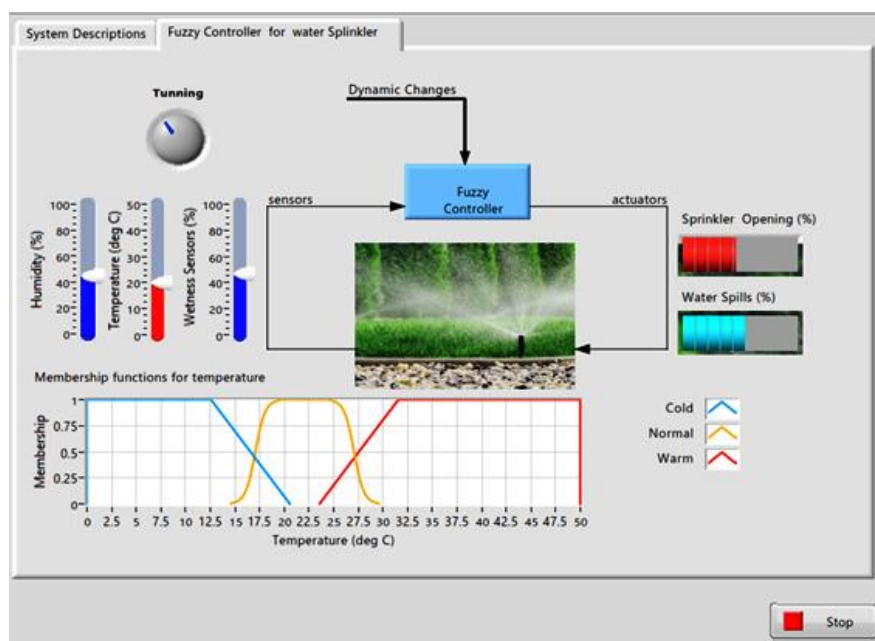 System Descriptions
Fuzzy Controller for water Splinkler
Tunning
Dynamic Changes
Fuzzy
Controller
sensors
actuators
Humidity (%)
100
80
60
40
20
0
Temperature (deg C)
50
40
30
20
10
0
Wetness Sensors (%)
100
80
60
40
20
0
Sprinkler Opening (%)
Water Spills (%)
Membership functions for temperature
Membership
1
0.75
0.5
0.25
0
0 2.5 5 7.5 10 12.5 15 17.5 20 22.5 25 27.5 30 32.5 35 37.5 40 42.5 45 47.5 50
Temperature (deg C)
Cold
Normal
Warm
Stop